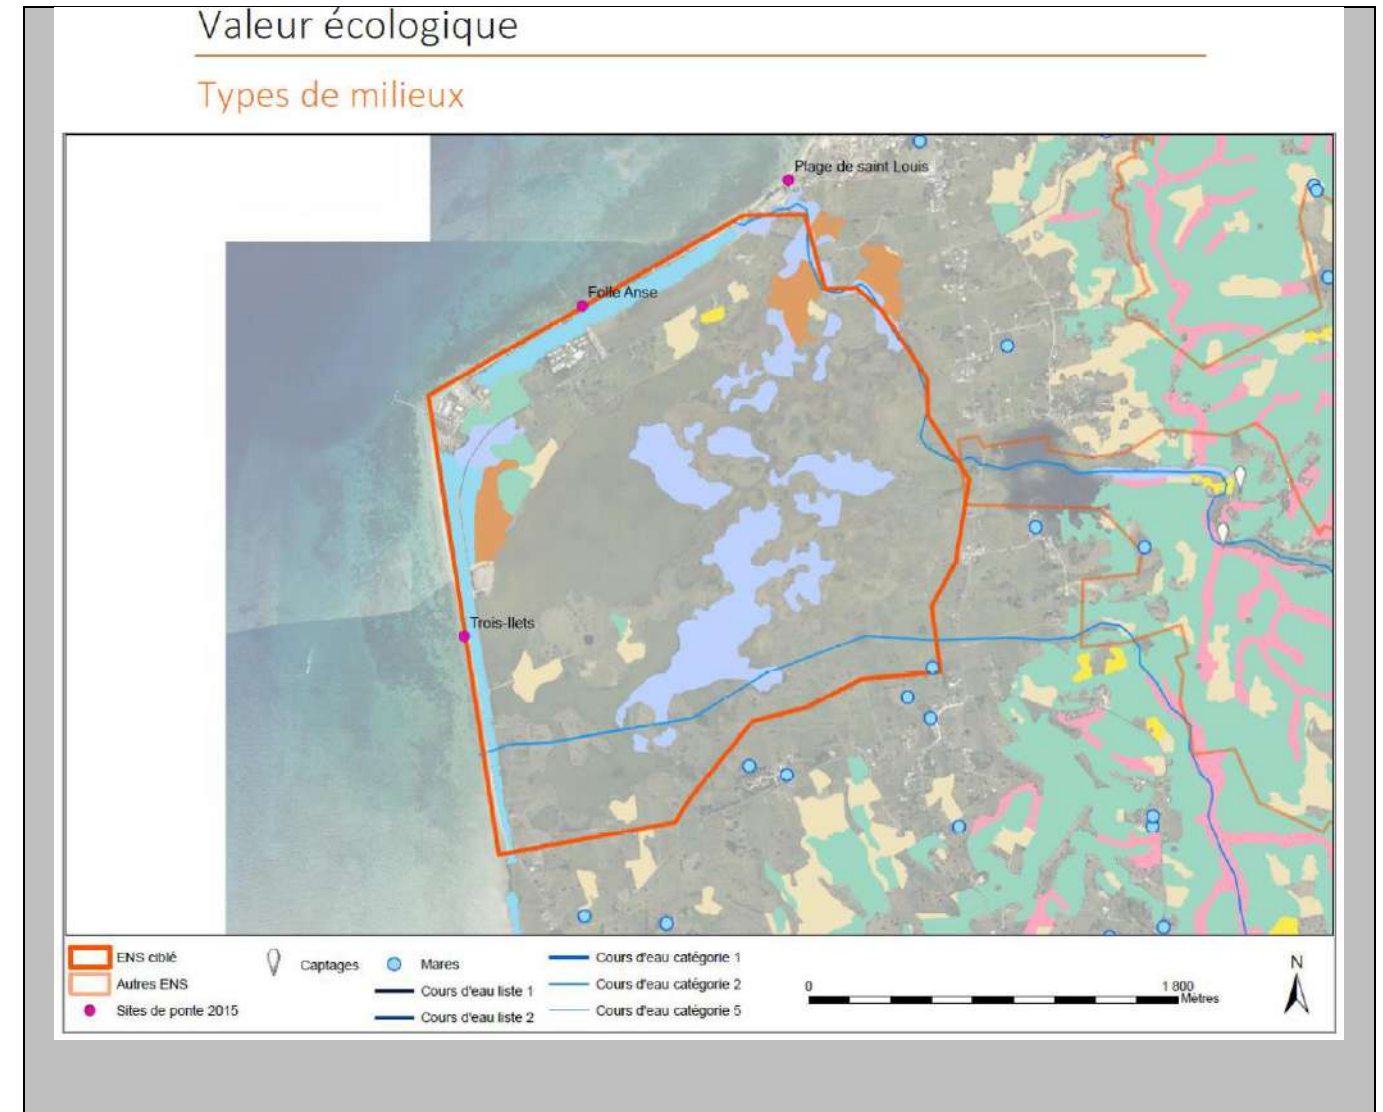 Valeur écologique
Types de milieux
Plage de saint Louis
Folle Anse
Trois-Ilets
ENS ciblé
Autres ENS
Sites de ponte 2015
Captages
Mares
Cours d'eau liste 1
Cours d'eau liste 2
Cours d'eau catégorie 1
Cours d'eau catégorie 2
Cours d'eau catégorie 5
0 1 800
Mètres
N